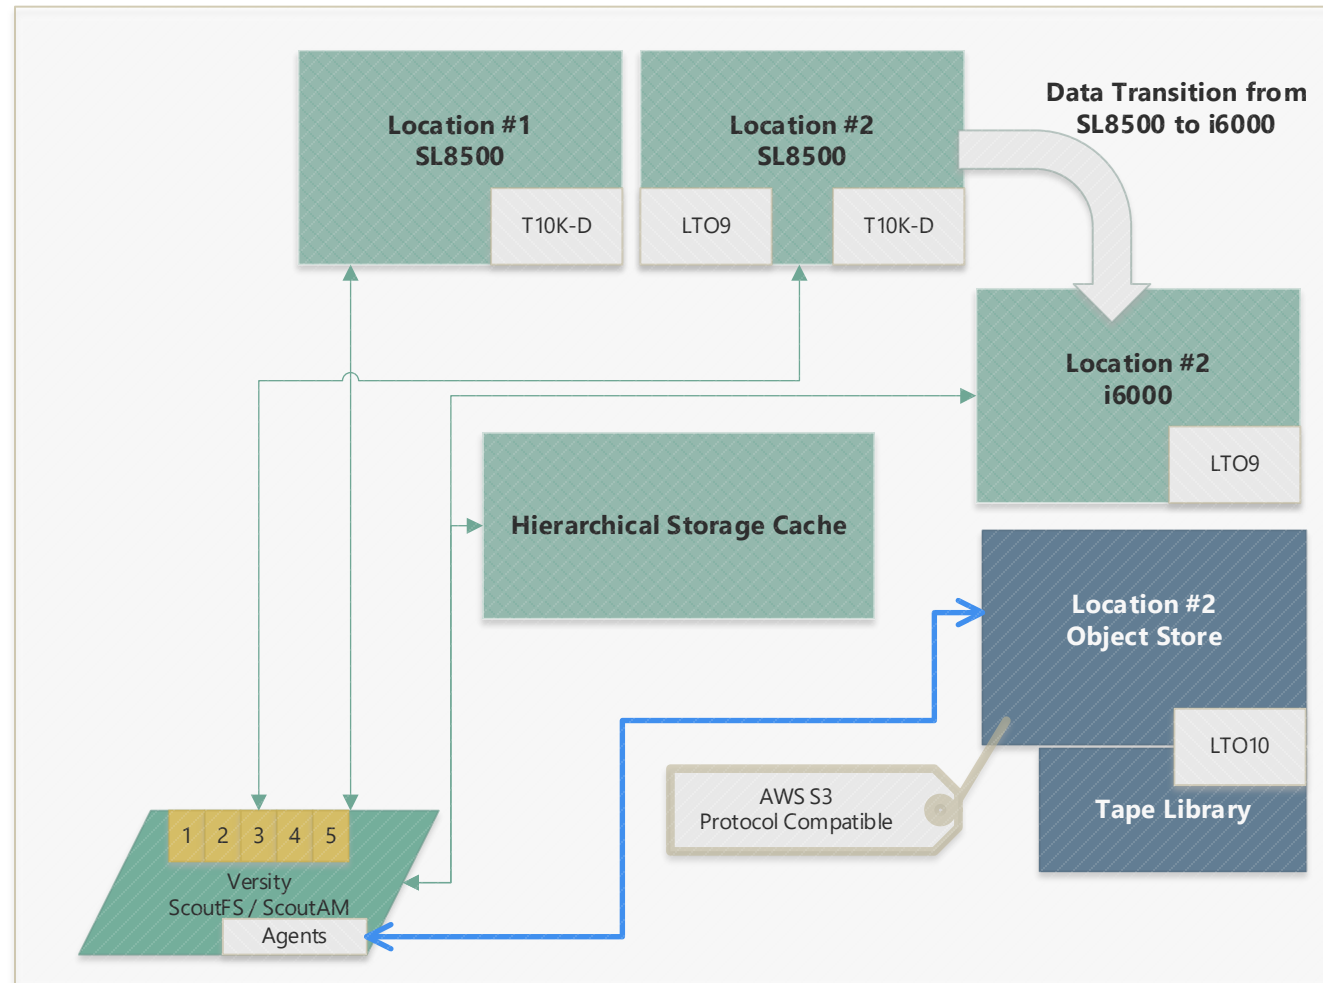 Location #1
SL8500
T10K-D
Location #2
SL8500
LTO9
T10K-D
Data Transition from
SL8500 to i6000
Location #2
i6000
LTO9
Hierarchical Storage Cache
Location #2
Object Store
LTO10
Tape Library
AWS S3
Protocol Compatible
1 2 3 4 5
Versity
ScoutFS / ScoutAM
Agents